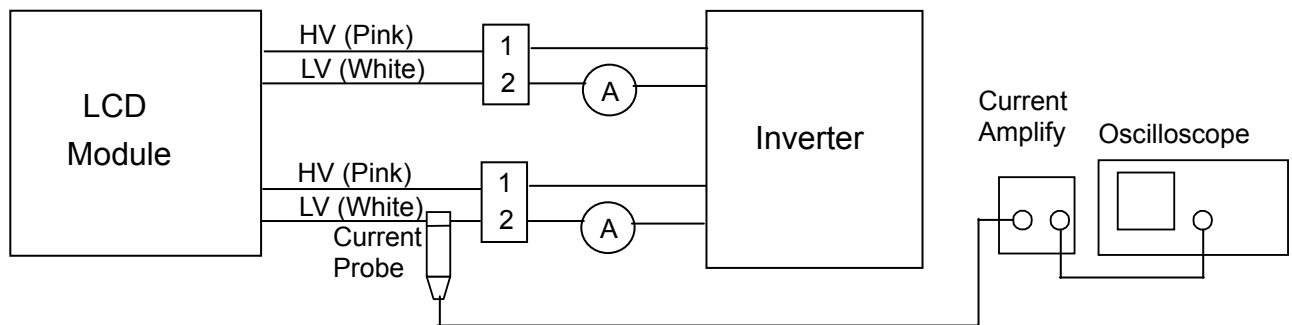 LCD
Module
HV (Pink)
LV (White)
1
2
A
HV (Pink)
LV (White)
Current
Probe
1
2
A
Inverter
Current
Amplify
Oscilloscope